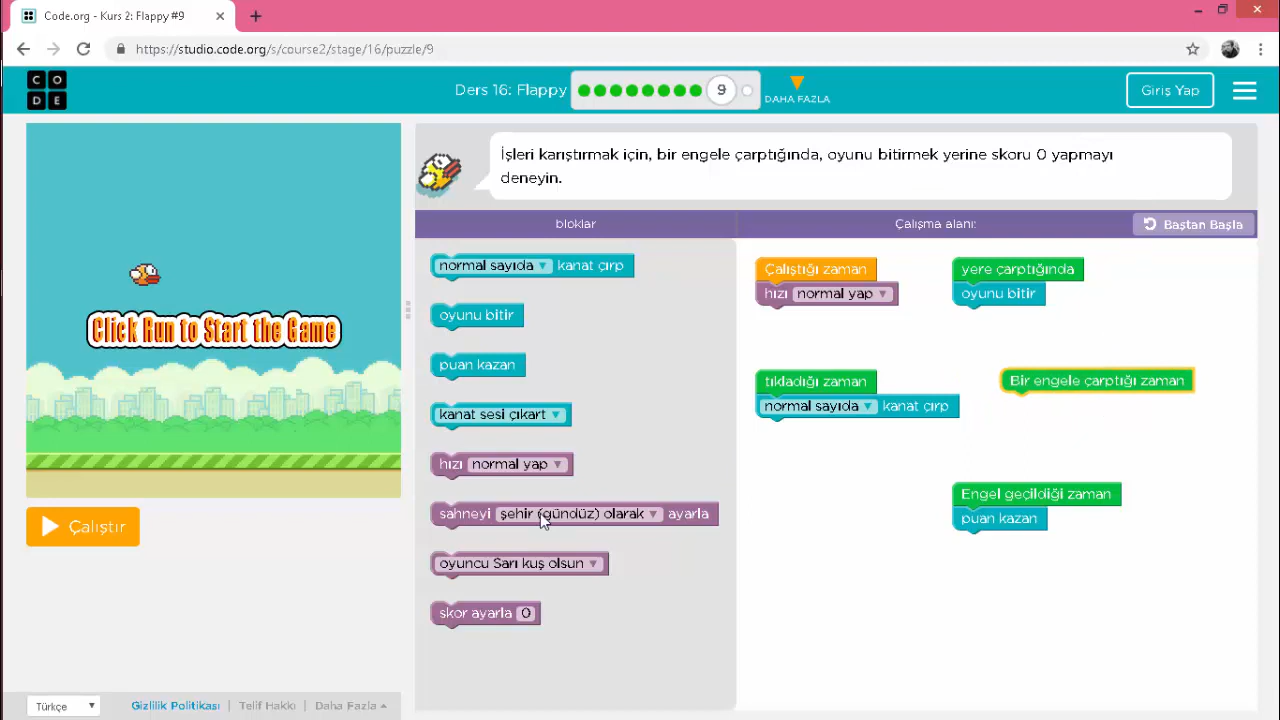 Code.org - Kurs 2: Flappy #9
https://studio.code.org/s/course2/stage/16/puzzle/9
C O
D E
Ders 16: Flappy
9
DAHA FAZLA
Giriş Yap
İşleri karıştırmak için, bir engele çarptığında, oyunu bitirmek yerine skoru 0 yapmayı
deneyin.
bloklar
Çalışma alanı:
Baştan Başla
normal sayıda kanat çırp
oyunu bitir
puan kazan
kanat sesi çıkart
hızı normal yap
sahneyi şehir (gündüz) olarak ayarla
oyuncu Sarı kuş olsun
skor ayarla 0
Çalıştığı zaman
hızı normal yap
yere çarptığında
oyunu bitir
tıkladığı zaman
normal sayıda kanat çırp
Bir engele çarptığı zaman
Engel geçildiği zaman
puan kazan
Click Run to Start the Game
Çalıştır
Türkçe
Gizlilik Politikası
Telif Hakkı
Daha Fazla